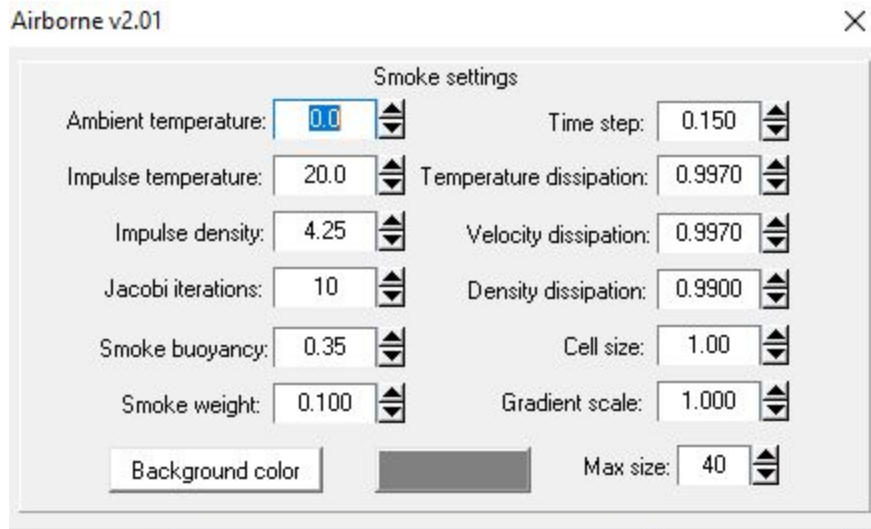 Airborne v2.01
Smoke settings
Ambient temperature: 0.0 Time step: 0.150
Impulse temperature: 20.0 Temperature dissipation: 0.9970
Impulse density: 4.25 Velocity dissipation: 0.9970
Jacobi iterations: 10 Density dissipation: 0.9900
Smoke buoyancy: 0.35 Cell size: 1.00
Smoke weight: 0.100 Gradient scale: 1.000
Background color Max size: 40